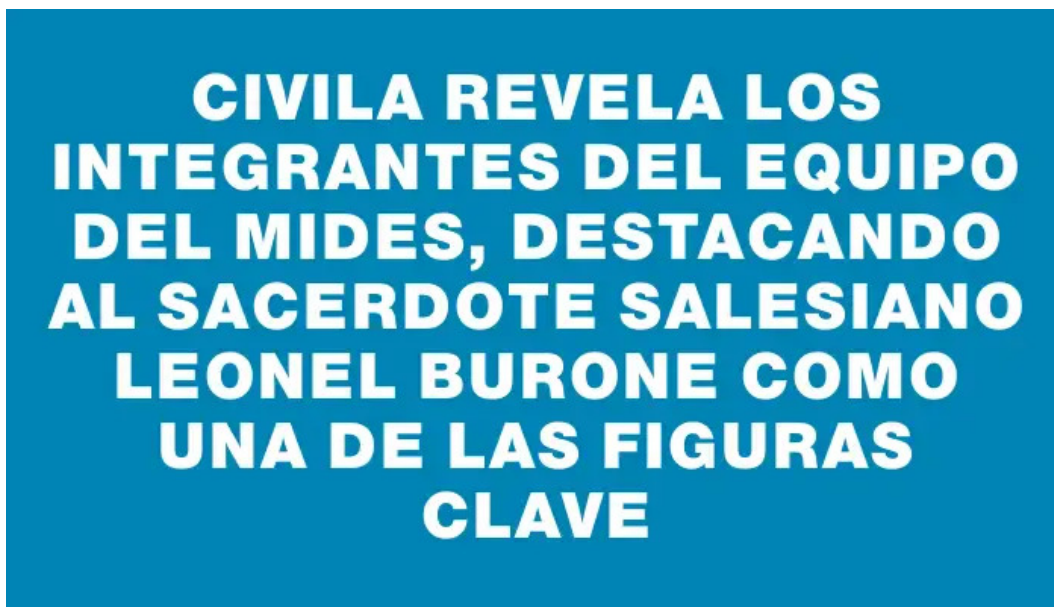 CIVILA REVELA LOS
INTEGRANTES DEL EQUIPO
DEL MIDES, DESTACANDO
AL SACERDOTE SALESIANO
LEONEL BURONE COMO
UNA DE LAS FIGURAS
CLAVE